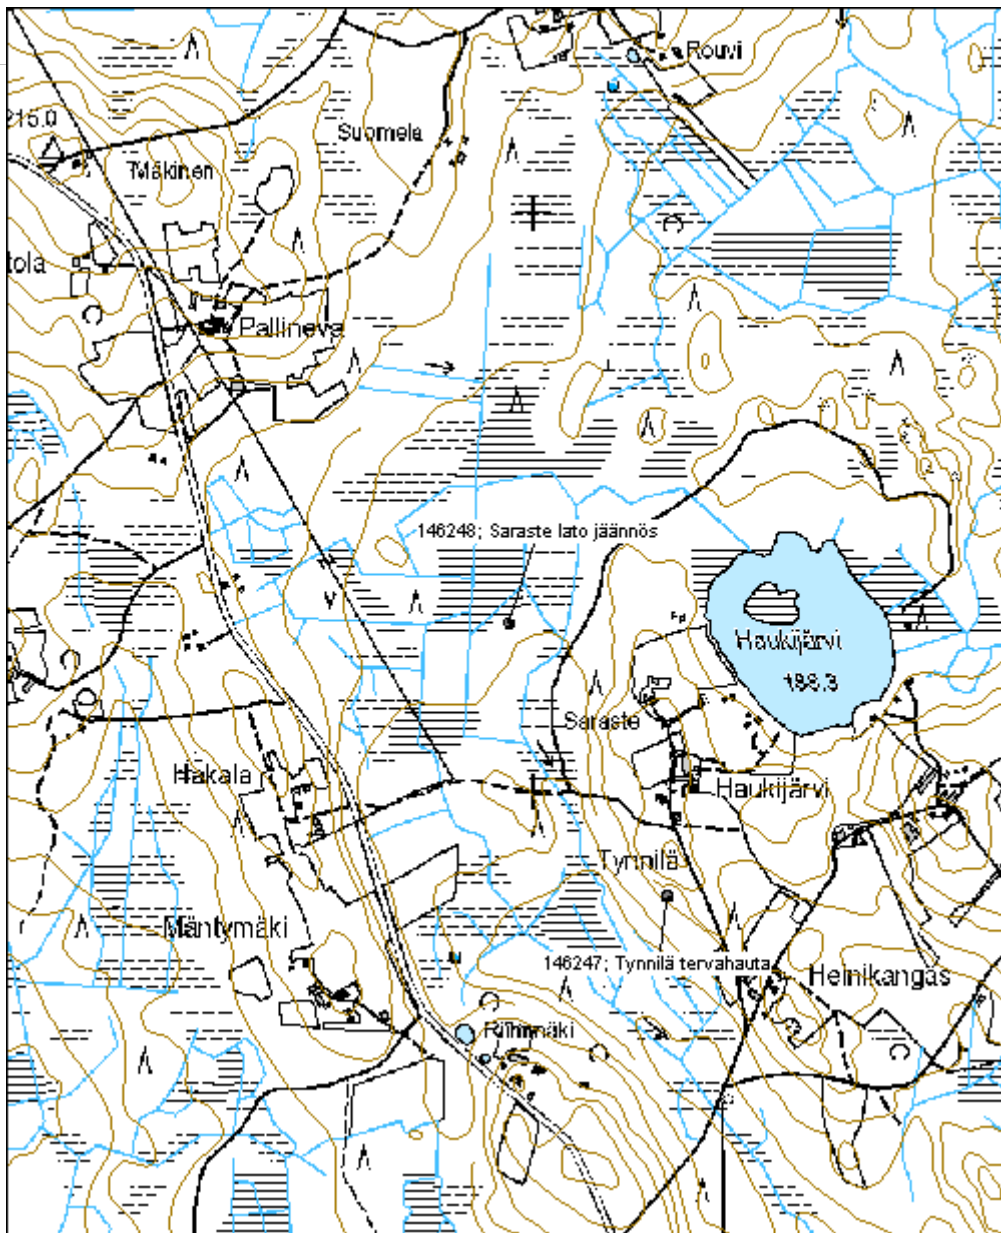 Rouvi
215.0
Suomela
Mäkinen
tola
Pallineva
146248; Saraste lato jäännös
Haukijärvi
188.3
Saraste
Hakala
Haukijärvi
Tynnilä
Mäntymäki
146247; Tynnilä tervahauta
Heinikangas
Riihimäki